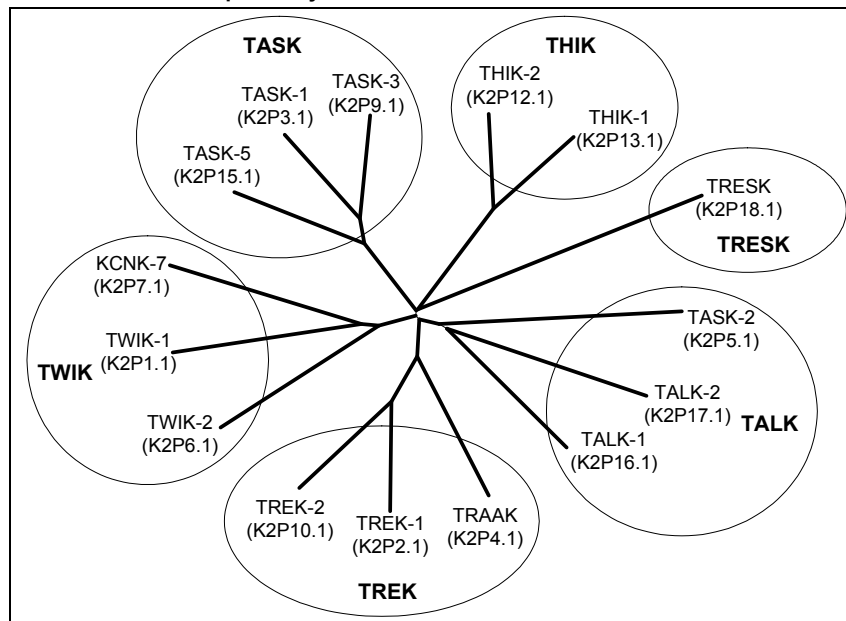 TASK
TASK-3
(K2P9.1)
TASK-1
(K2P3.1)
TASK-5
(K2P15.1)
THIK
THIK-2
(K2P12.1)
THIK-1
(K2P13.1)
TRESK
(K2P18.1)
TRESK
KCNK-7
(K2P7.1)
TWIK-1
(K2P1.1)
TWIK
TWIK-2
(K2P6.1)
TASK-2
(K2P5.1)
TALK-2
(K2P17.1)
TALK
TALK-1
(K2P16.1)
TREK-2
(K2P10.1)
TREK-1
(K2P2.1)
TRAAK
(K2P4.1)
TREK